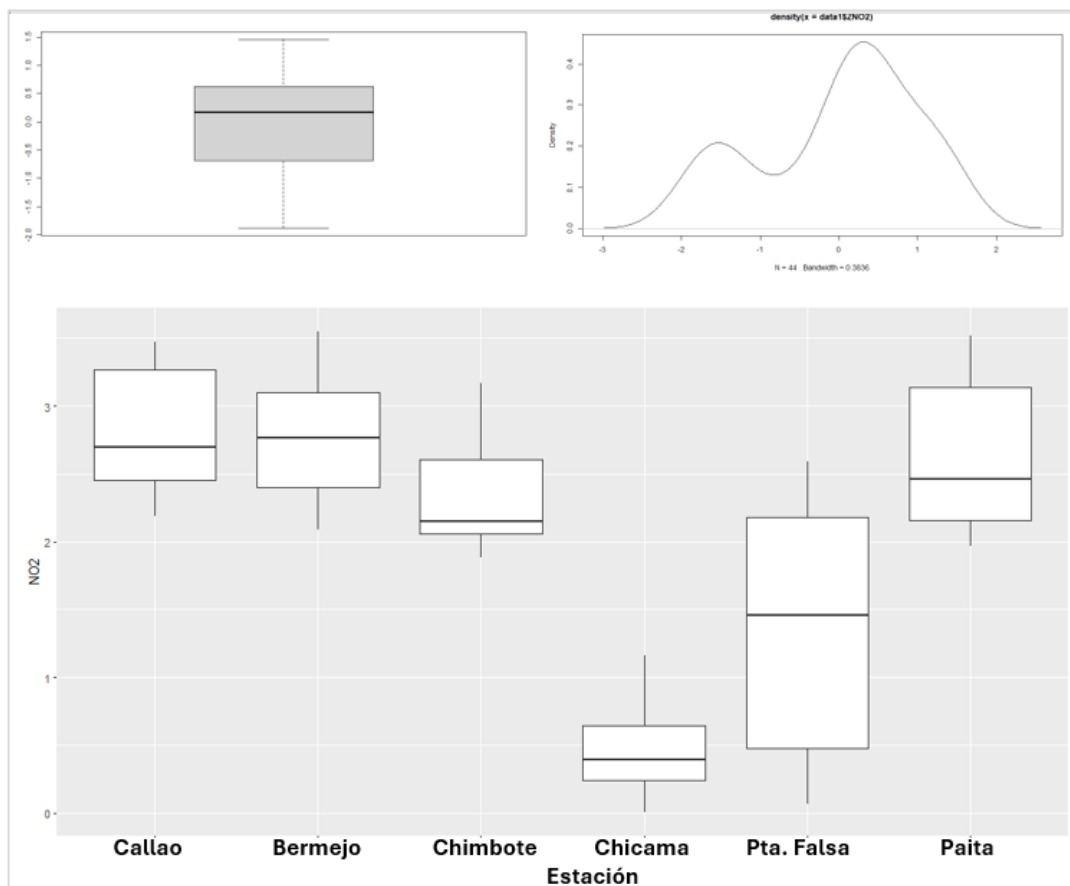 density(x = data1$ZNO2)
1.5
1.0
0.5
0.0
-0.5
-1.0
-1.5
-2.0
Density
0.4
0.3
0.2
0.1
0.0
-3 -2 -1 0 1 2
N = 44 Bandwidth = 0.3836
NO2
3
2
1
0
Callao Bermejo Chimbote Chicama Pta. Falsa Paita
Estación